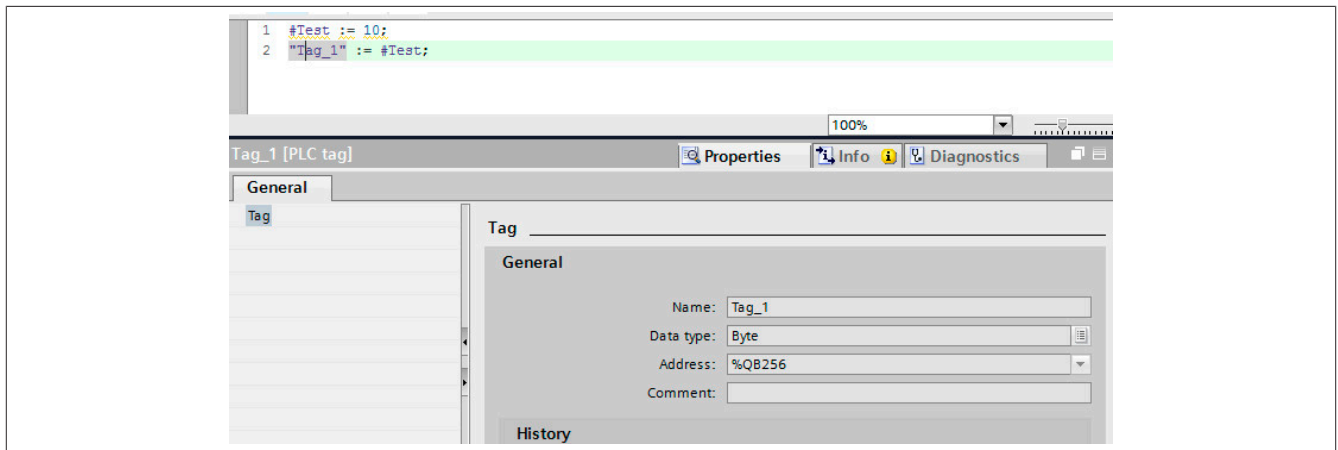 1 #Test := 10;
2 "Tag_1" := #Test;
100%
Tag_1 [PLC tag] Properties Info Diagnostics
General
Tag
Tag
General
Name: Tag_1
Data type: Byte
Address: %QB256
Comment:
History